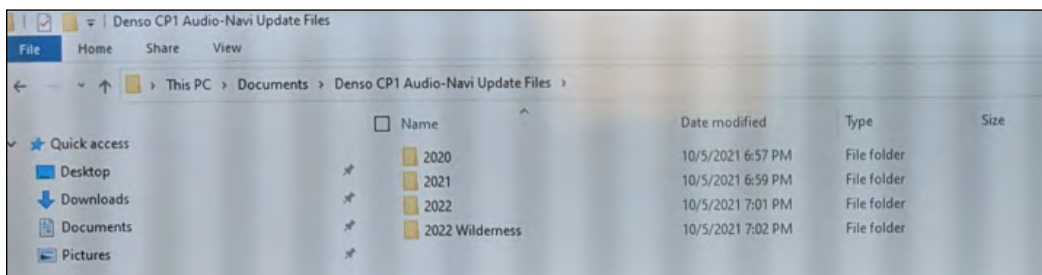 Denso CP1 Audio-Navi Update Files
File Home Share View
This PC > Documents > Denso CP1 Audio-Navi Update Files >
Name Date modified Type Size
Quick access
Desktop
Downloads
Documents
Pictures
2020 10/5/2021 6:57 PM File folder
2021 10/5/2021 6:59 PM File folder
2022 10/5/2021 7:01 PM File folder
2022 Wilderness 10/5/2021 7:02 PM File folder